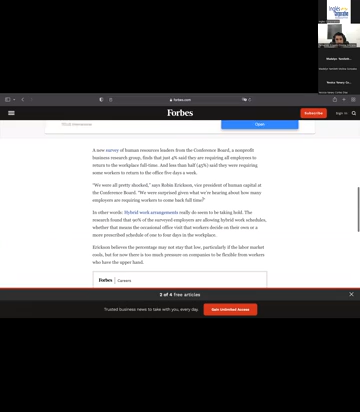 Inglés
corporativo
forbes.com
Forbes
Subscribe
Sign In
Open
A new survey of human resources leaders from the Conference Board, a nonprofit
business research group, finds that just 4% said they are requiring all employees to
return to the workplace full-time. And less than half (45%) said they were requiring
some workers to return to the office five days a week.
"We were all pretty shocked," says Robin Erickson, vice president of human capital at
the Conference Board. "We were surprised given what we're hearing about how many
employers are requiring workers to come back full time."
In other words: Hybrid work arrangements really do seem to be taking hold. The
research found that 90% of the surveyed employers are allowing hybrid work schedules,
whether that means the occasional office visit that workers decide on their own or a
more prescribed schedule of one to four days in the workplace.
Erickson believes the percentage may not stay that low, particularly if the labor market
cools, but for now there is too much pressure on companies to be flexible from workers
who have the upper hand.
Forbes | Careers
2 of 4 free articles
Trusted business news to take with you, every day.
Gain Unlimited Access